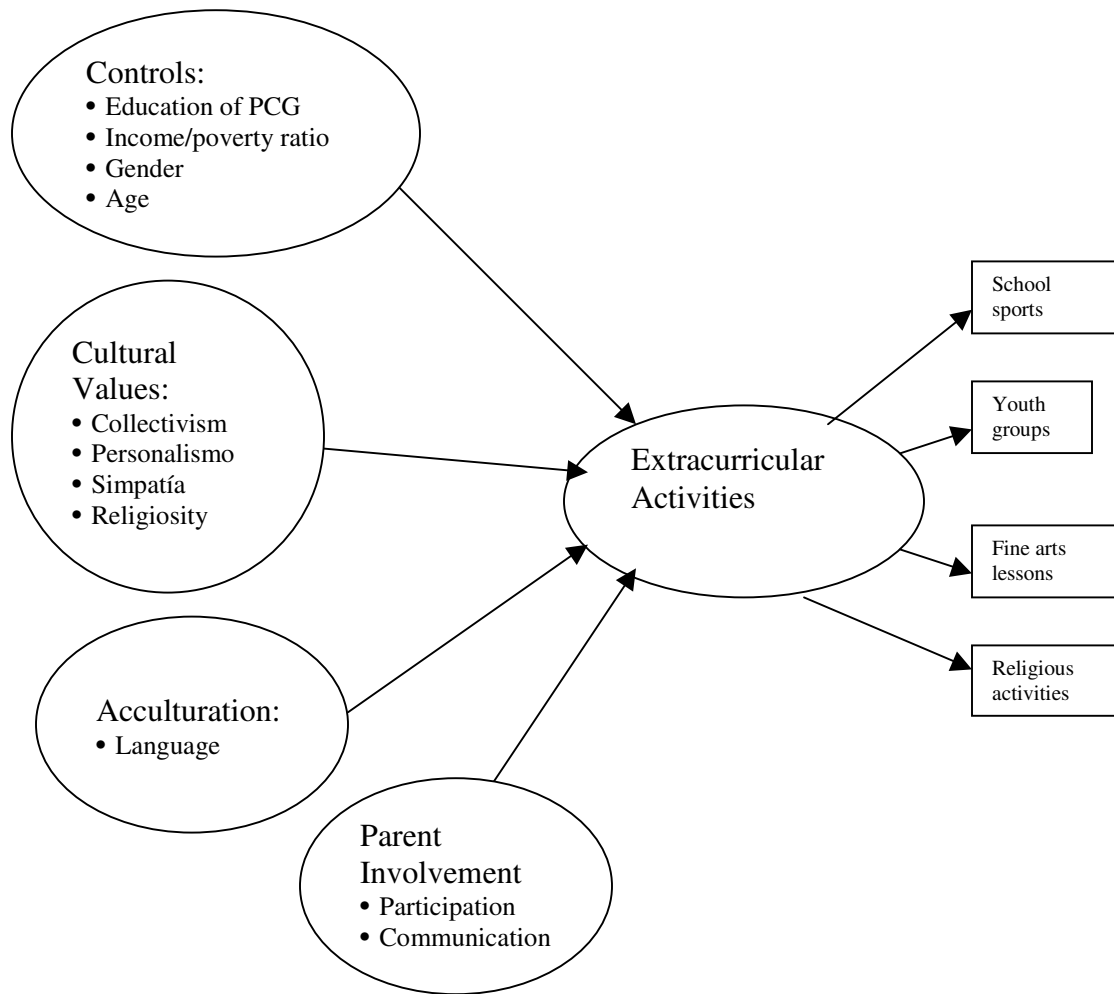 Controls:
• Education of PCG
• Income/poverty ratio
• Gender
• Age
Cultural
Values:
• Collectivism
• Personalismo
• Simpatía
• Religiosity
Acculturation:
• Language
Parent
Involvement
• Participation
• Communication
Extracurricular
Activities
School
sports
Youth
groups
Fine arts
lessons
Religious
activities